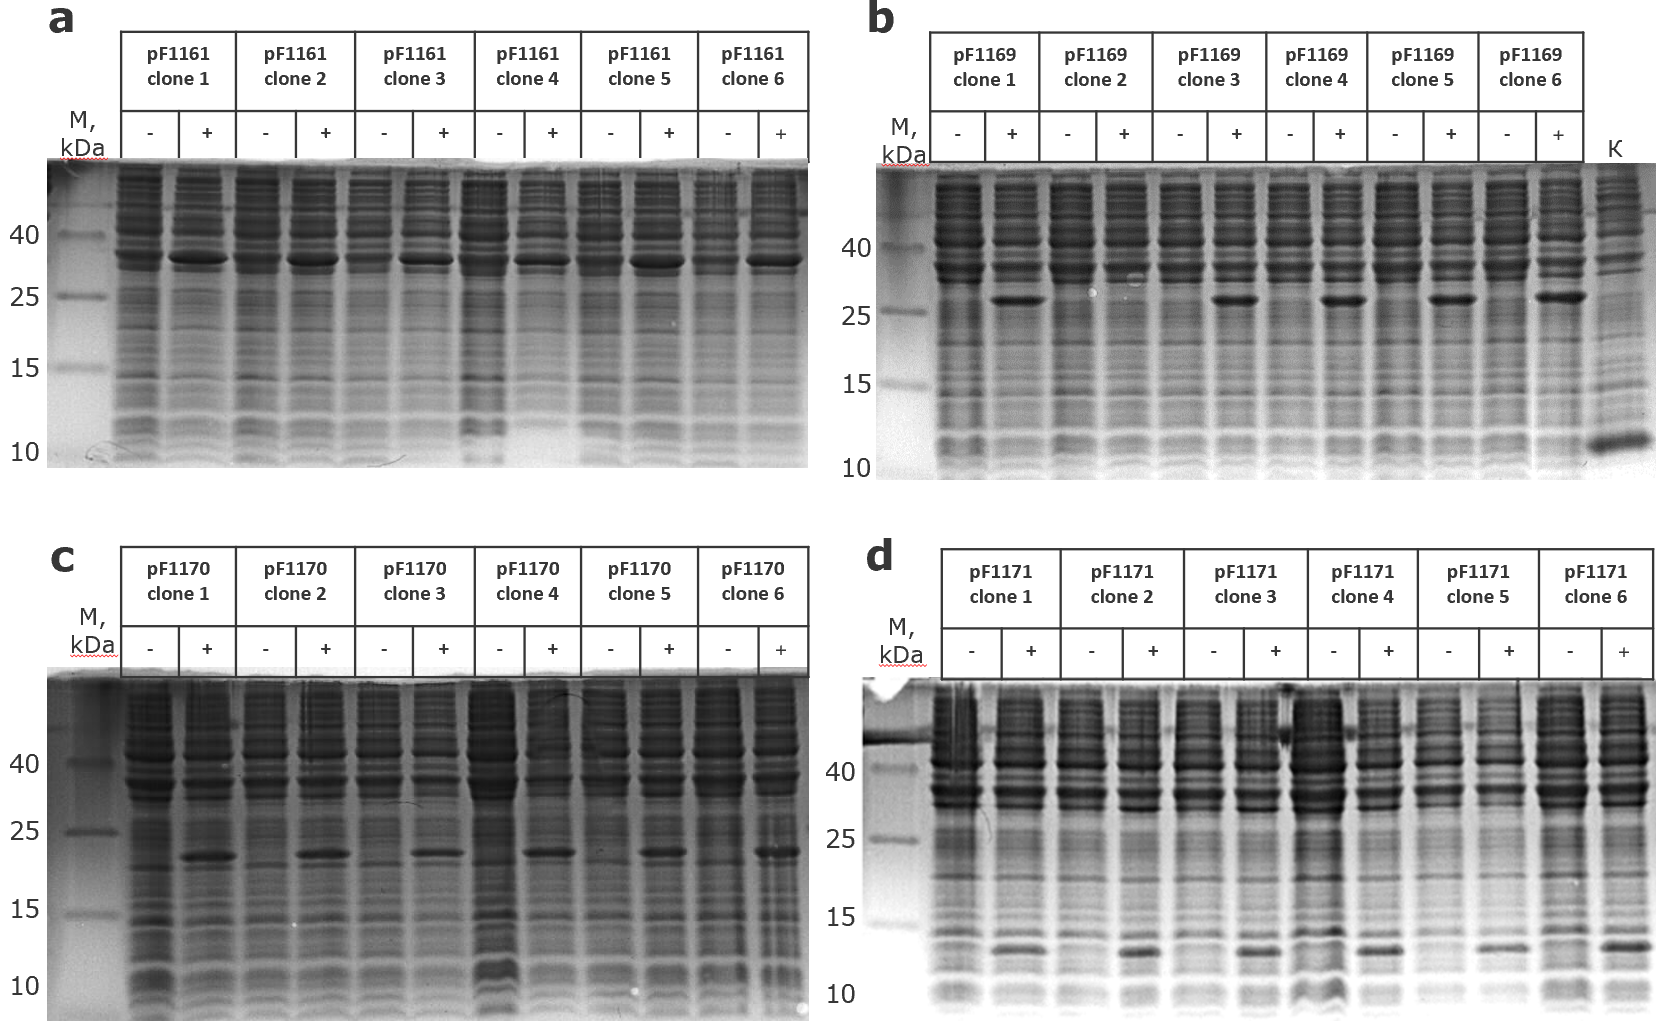 a
pF1161 clone 1
pF1161 clone 2
pF1161 clone 3
pF1161 clone 4
pF1161 clone 5
pF1161 clone 6
M, kDa
- + - + - + - + - + - +
40
25
15
10
b
pF1169 clone 1
pF1169 clone 2
pF1169 clone 3
pF1169 clone 4
pF1169 clone 5
pF1169 clone 6
M, kDa
- + - + - + - + - + - +
K
40
25
15
10
c
pF1170 clone 1
pF1170 clone 2
pF1170 clone 3
pF1170 clone 4
pF1170 clone 5
pF1170 clone 6
M, kDa
- + - + - + - + - + - +
40
25
15
10
d
pF1171 clone 1
pF1171 clone 2
pF1171 clone 3
pF1171 clone 4
pF1171 clone 5
pF1171 clone 6
M, kDa
- + - + - + - + - + - +
40
25
15
10